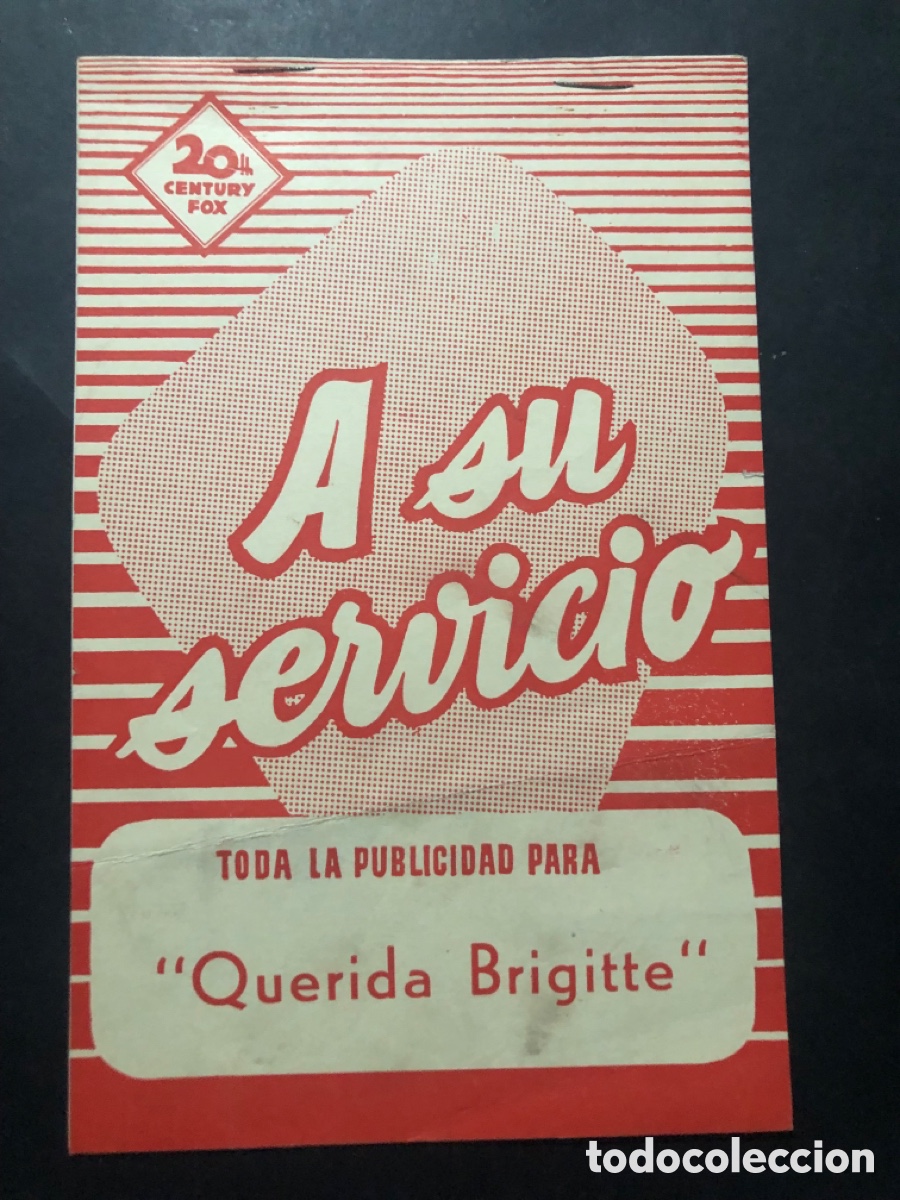 20th
CENTURY
FOX
A su
servicio
TODA LA PUBLICIDAD PARA
“Querida Brigitte“
todocoleccion